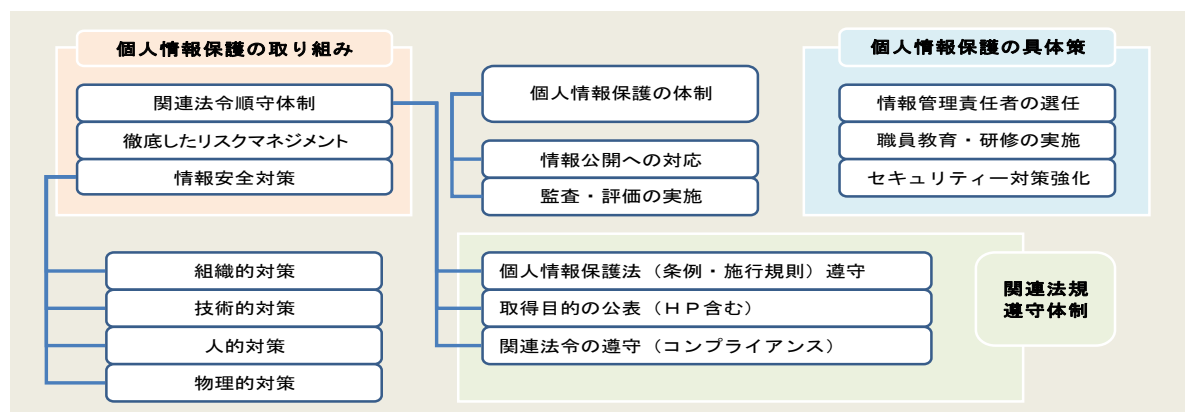 個人情報保護の取り組み
関連法令順守体制
徹底したリスクマネジメント
情報安全対策
組織的対策
技術的対策
人的対策
物理的対策
個人情報保護の体制
情報公開への対応
監査・評価の実施
個人情報保護の具体策
情報管理責任者の選任
職員教育・研修の実施
セキュリティー対策強化
個人情報保護法（条例・施行規則）遵守
取得目的の公表（ＨＰ含む）
関連法令の遵守（コンプライアンス）
関連法規
遵守体制